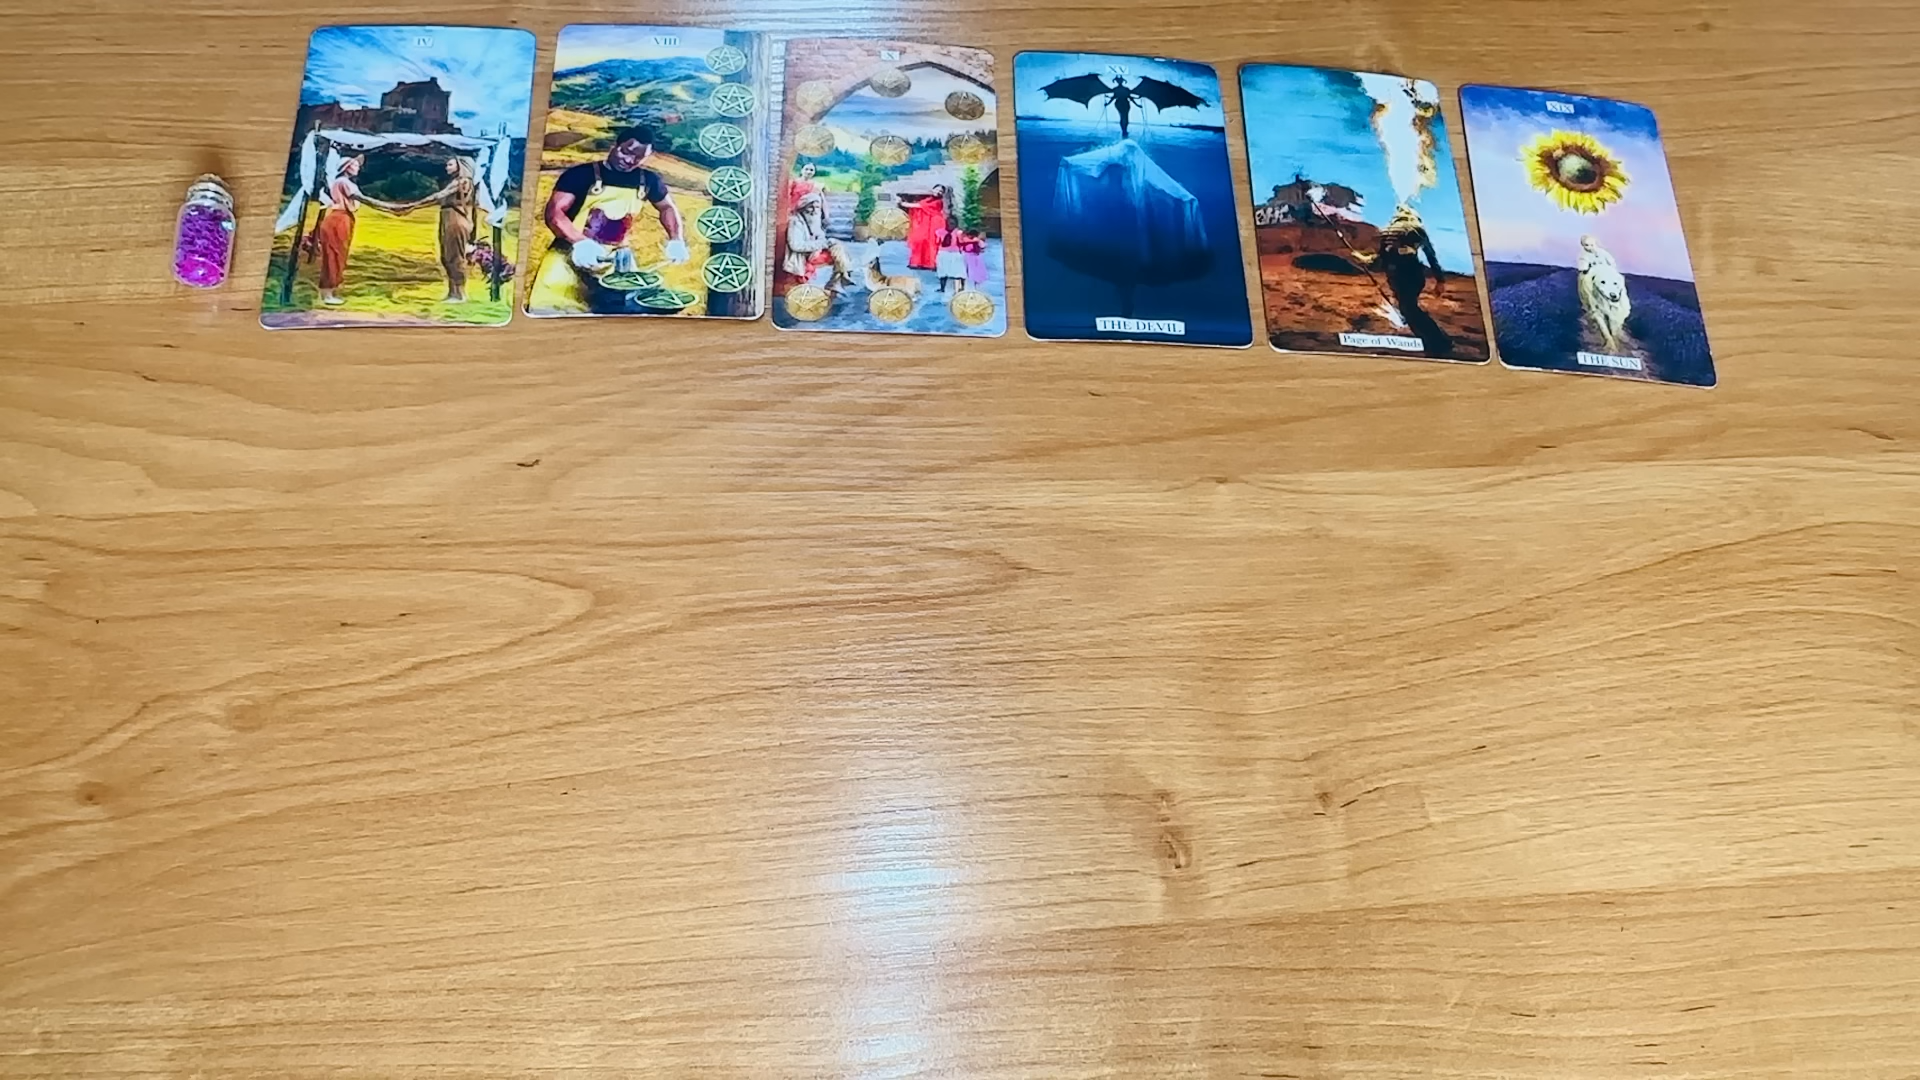 IV
VIII
X
XV
THE DEVIL
Page of Wands
XIX
THE SUN